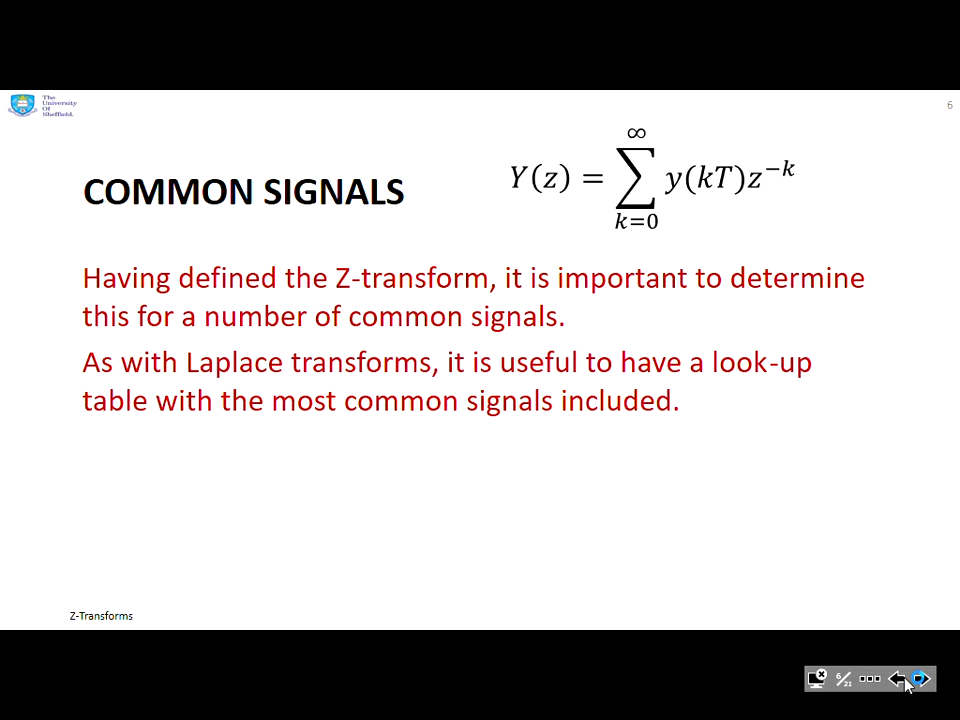 The
University
Of
Sheffield.
6
COMMON SIGNALS
Y(z) = ∑_{k=0}^{∞} y(kT)z^{-k}
Having defined the Z-transform, it is important to determine
this for a number of common signals.
As with Laplace transforms, it is useful to have a look-up
table with the most common signals included.
Z-Transforms
6/21